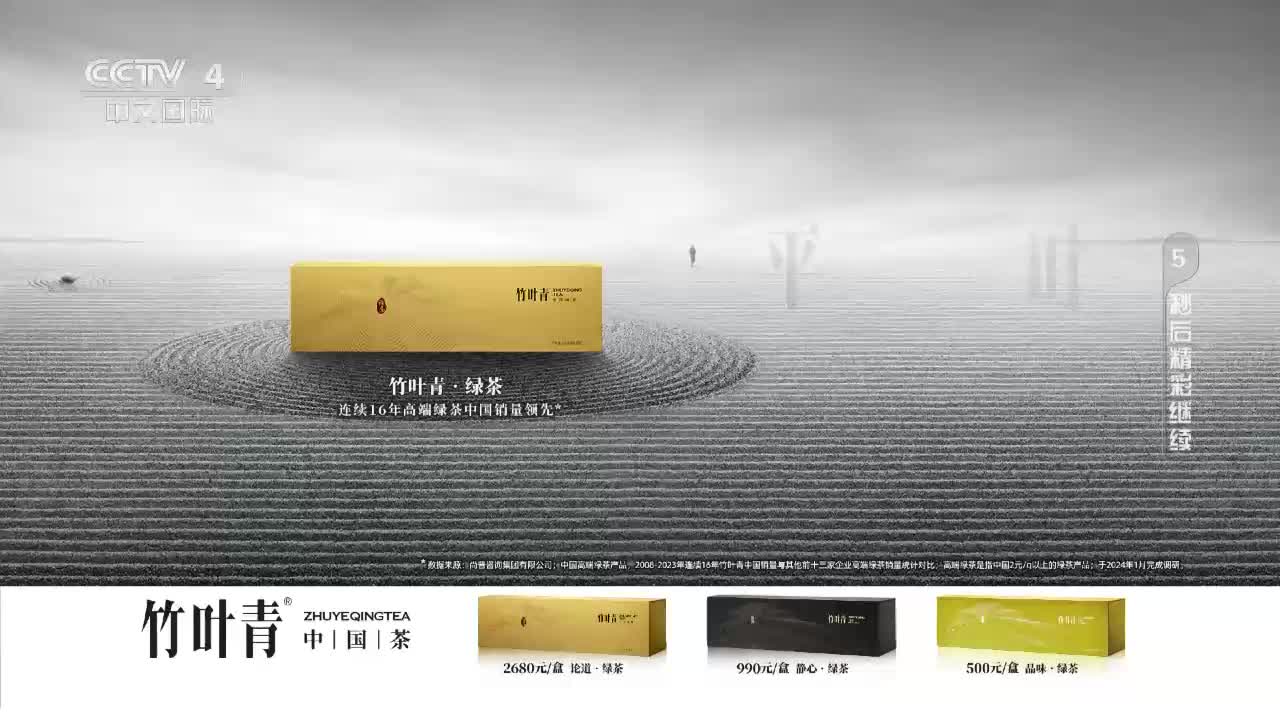 CCTV 4
中文国际
平
5
秒后精彩继续
竹叶青 ZHUYEQING TEA
竹叶青·绿茶
连续16年高端绿茶中国销量领先*
*数据来源：尚普咨询集团有限公司；中国高端绿茶产品，2008-2023年连续16年竹叶青中国销量与其他前十三家企业高端绿茶销量统计对比；高端绿茶是指中国2元/g以上的绿茶产品；于2024年1月完成调研。
竹叶青® ZHUYEQINGTEA
中|国|茶
竹叶青
竹叶青
竹叶青
2680元/盒 论道·绿茶
990元/盒 静心·绿茶
500元/盒 品味·绿茶